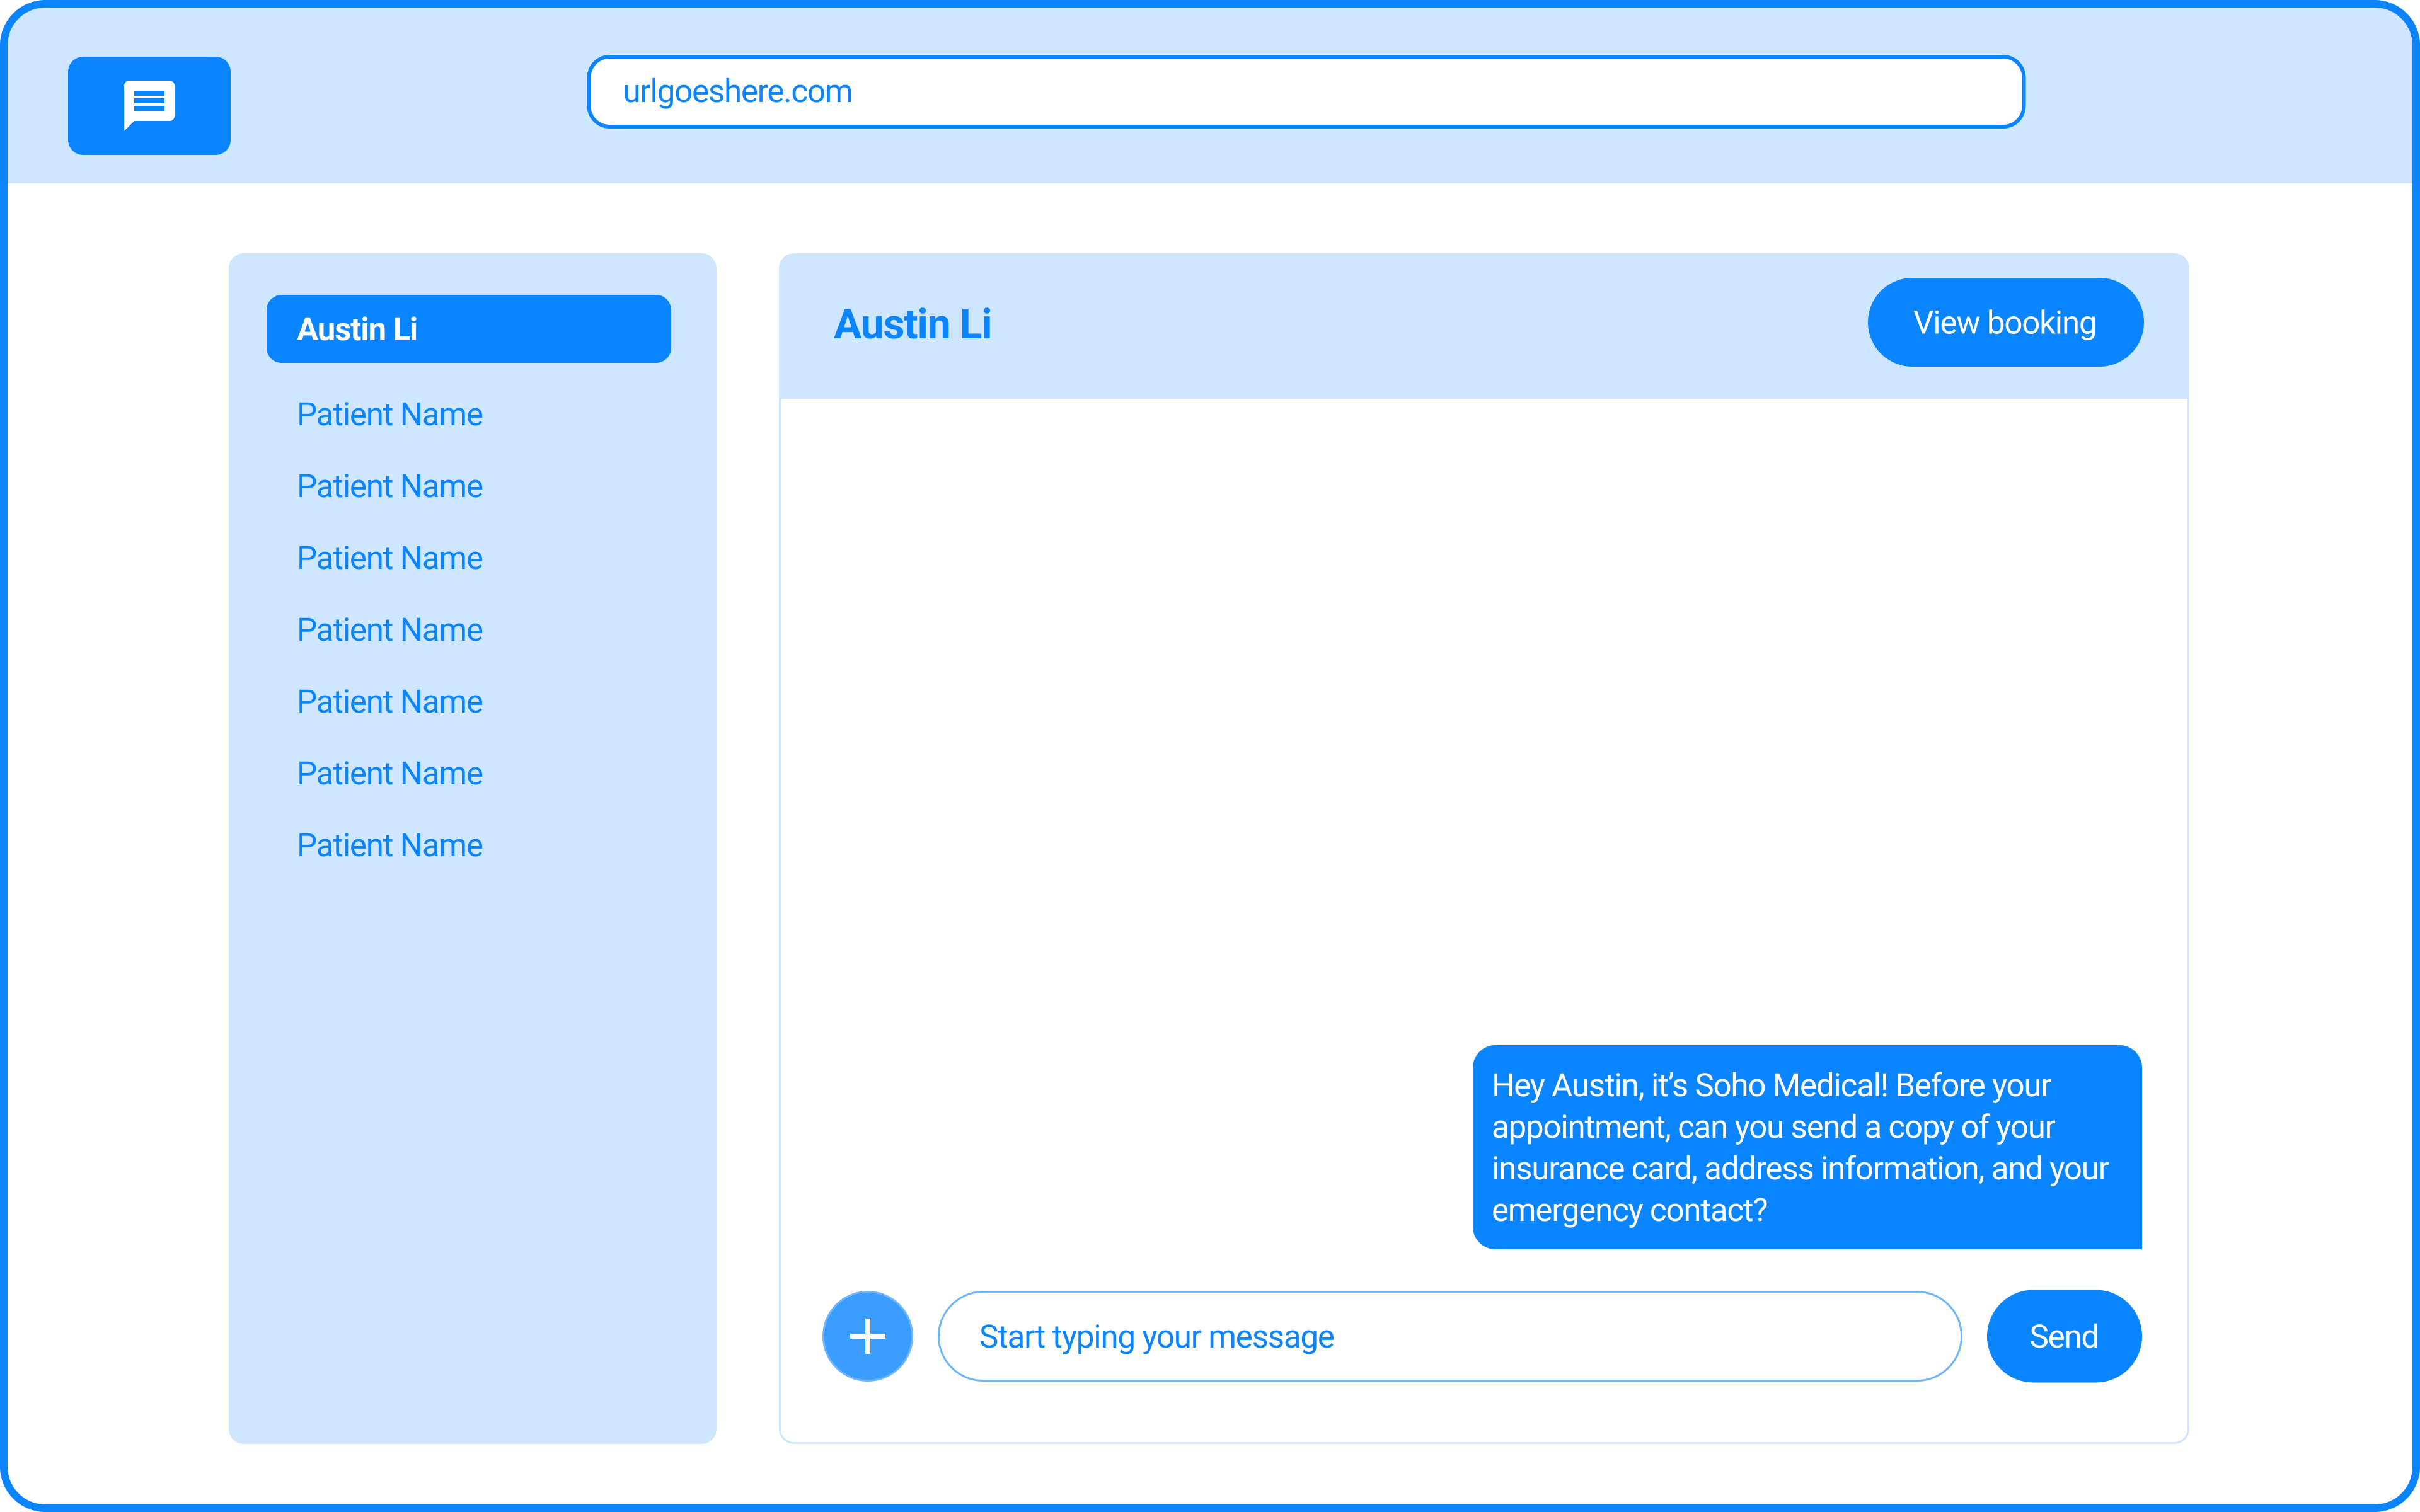 urlgoeshere.com
Austin Li
Patient Name
Patient Name
Patient Name
Patient Name
Patient Name
Patient Name
Patient Name
Austin Li
View booking
Hey Austin, it’s Soho Medical! Before your
appointment, can you send a copy of your
insurance card, address information, and your
emergency contact?
Start typing your message
Send